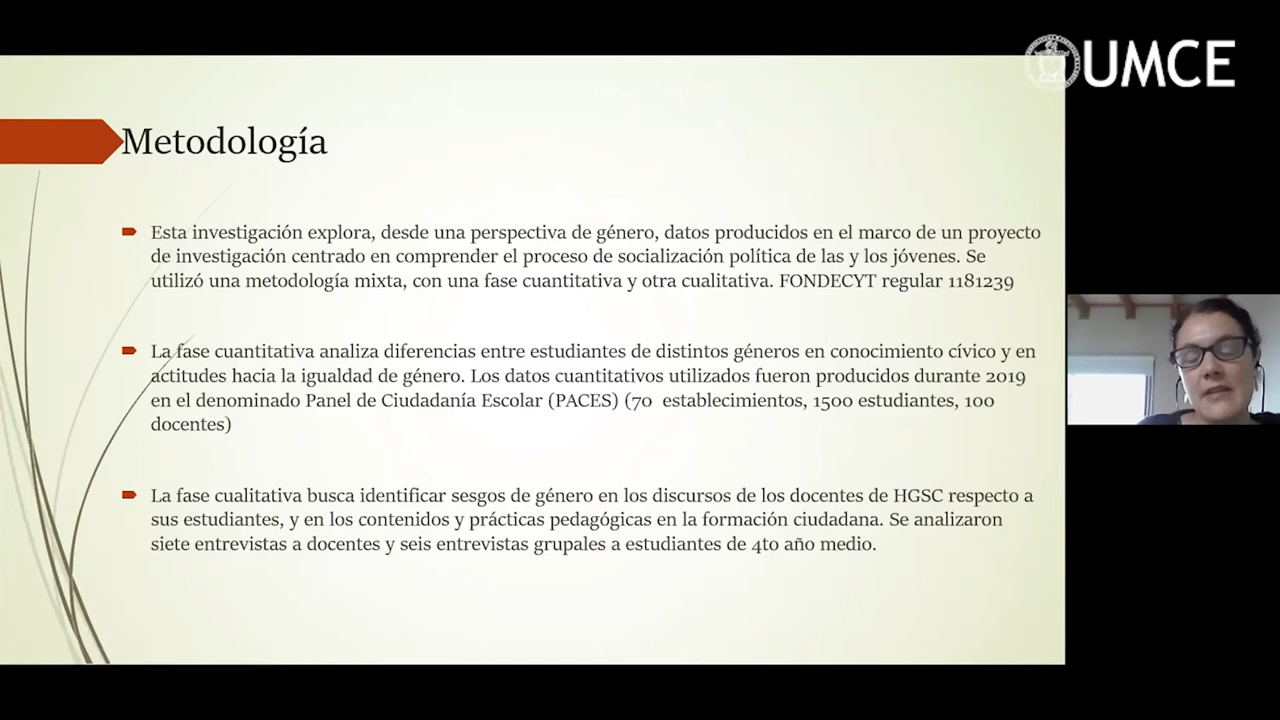 UMCE
Metodología
Esta investigación explora, desde una perspectiva de género, datos producidos en el marco de un proyecto
de investigación centrado en comprender el proceso de socialización política de las y los jóvenes. Se
utilizó una metodología mixta, con una fase cuantitativa y otra cualitativa. FONDECYT regular 1181239
La fase cuantitativa analiza diferencias entre estudiantes de distintos géneros en conocimiento cívico y en
actitudes hacia la igualdad de género. Los datos cuantitativos utilizados fueron producidos durante 2019
en el denominado Panel de Ciudadanía Escolar (PACES) (70 establecimientos, 1500 estudiantes, 100
docentes)
La fase cualitativa busca identificar sesgos de género en los discursos de los docentes de HGSC respecto a
sus estudiantes, y en los contenidos y prácticas pedagógicas en la formación ciudadana. Se analizaron
siete entrevistas a docentes y seis entrevistas grupales a estudiantes de 4to año medio.